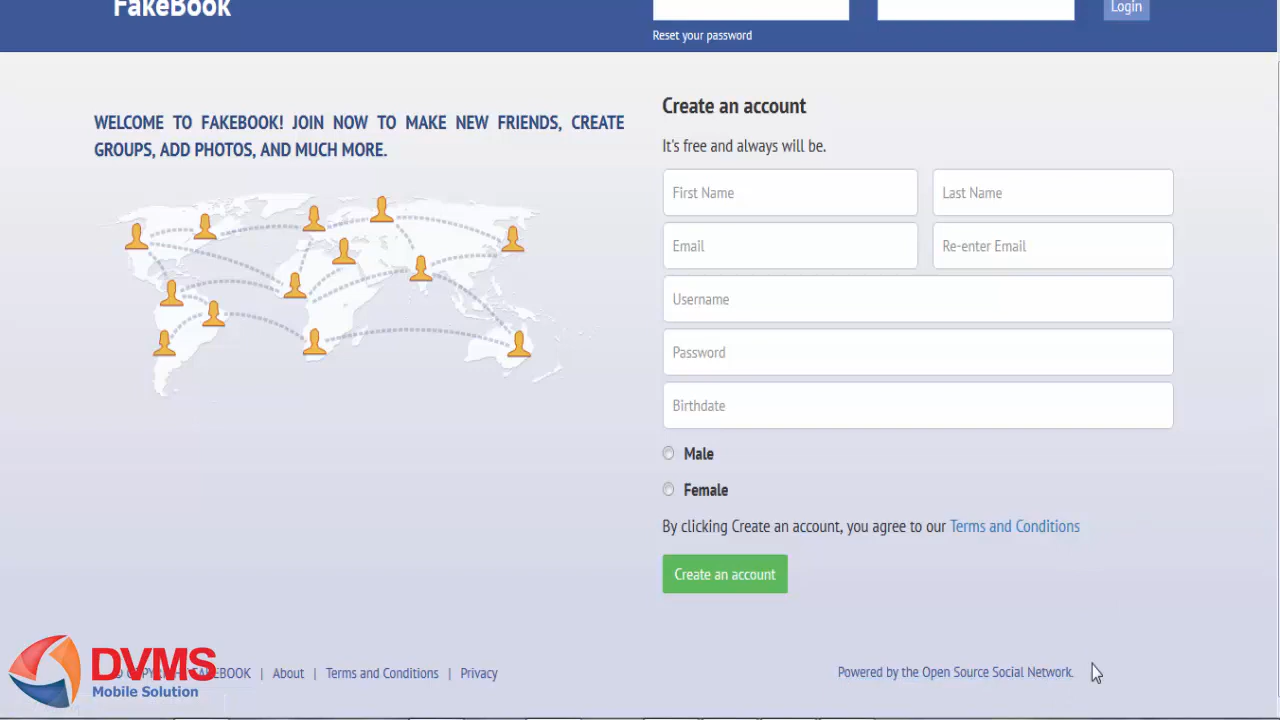 FakeBook
Login
Reset your password
WELCOME TO FAKEBOOK! JOIN NOW TO MAKE NEW FRIENDS, CREATE
GROUPS, ADD PHOTOS, AND MUCH MORE.
Create an account
It's free and always will be.
First Name
Last Name
Email
Re-enter Email
Username
Password
Birthdate
Male
Female
By clicking Create an account, you agree to our Terms and Conditions
Create an account
DVMS
Mobile Solution
© COPYRIGHT FAKEBOOK | About | Terms and Conditions | Privacy
Powered by the Open Source Social Network.